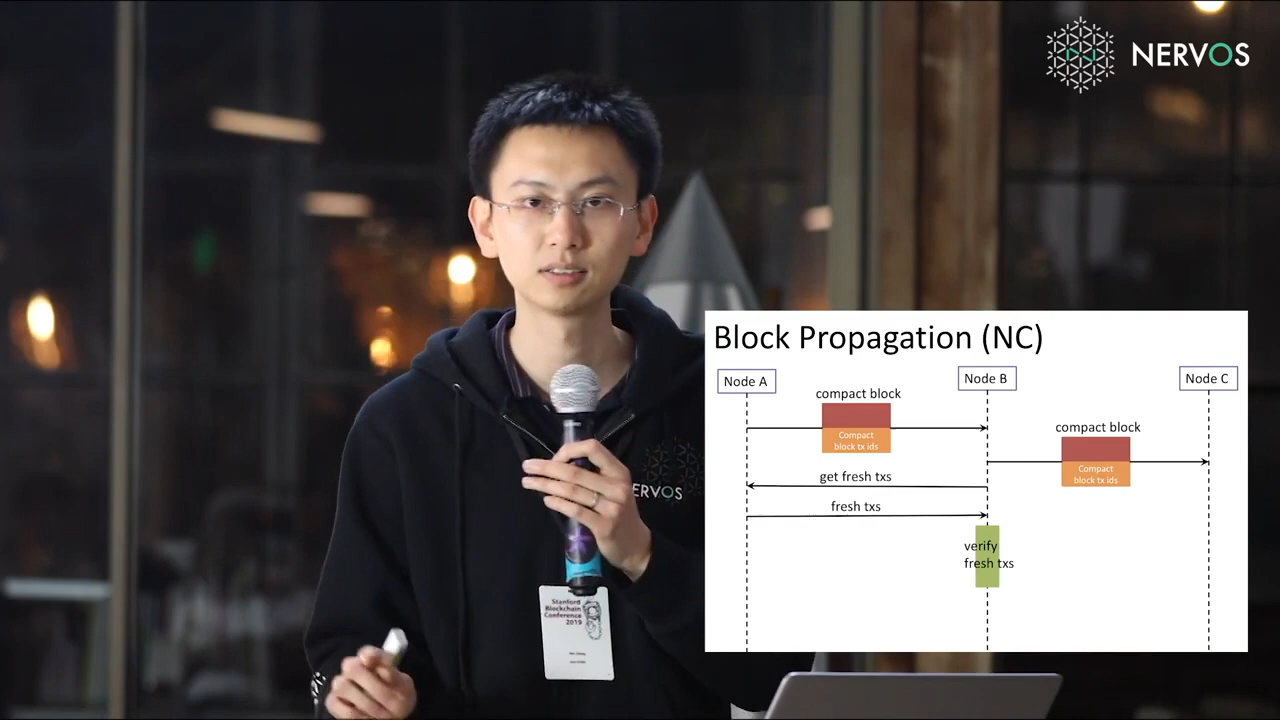 NERVOS
Block Propagation (NC)
Node A
Node B
Node C
compact block
Compact
block tx ids
compact block
Compact
block tx ids
get fresh txs
fresh txs
verify
fresh txs
ERVOS
Stanford
Blockchain
Conference
2019